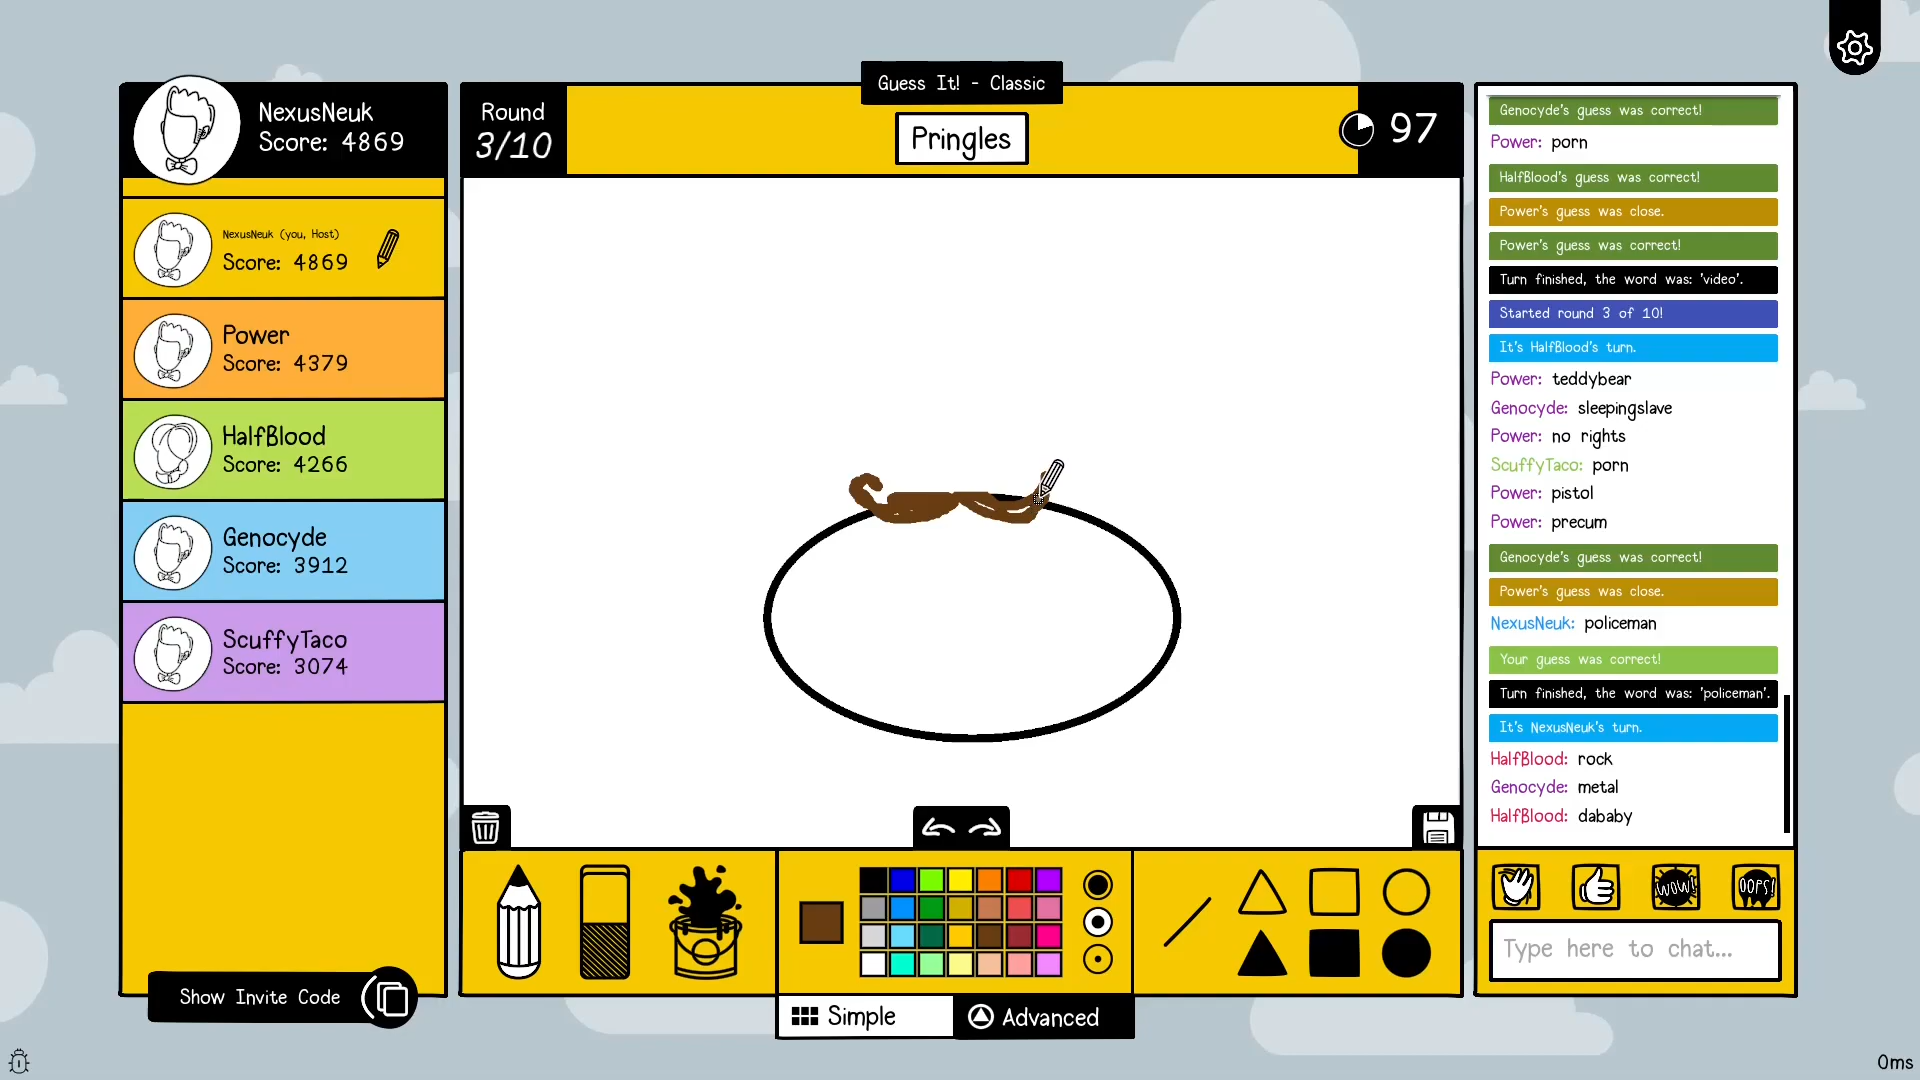 Guess It! - Classic
NexusNeuk
Score: 4869
Round
3/10
Pringles
97
NexusNeuk (you, Host)
Score: 4869
Power
Score: 4379
HalfBlood
Score: 4266
Genocyde
Score: 3912
ScuffyTaco
Score: 3074
Show Invite Code
Genocyde's guess was correct!
Power: porn
HalfBlood's guess was correct!
Power's guess was close.
Power's guess was correct!
Turn finished, the word was: 'video'.
Started round 3 of 10!
It's HalfBlood's turn.
Power: teddybear
Genocyde: sleepingslave
Power: no rights
ScuffyTaco: porn
Power: pistol
Power: precum
Genocyde's guess was correct!
Power's guess was close.
NexusNeuk: policeman
Your guess was correct!
Turn finished, the word was: 'policeman'.
It's NexusNeuk's turn.
HalfBlood: rock
Genocyde: metal
HalfBlood: dababy
WOW!
OOPS!
Type here to chat...
Simple
Advanced
0ms